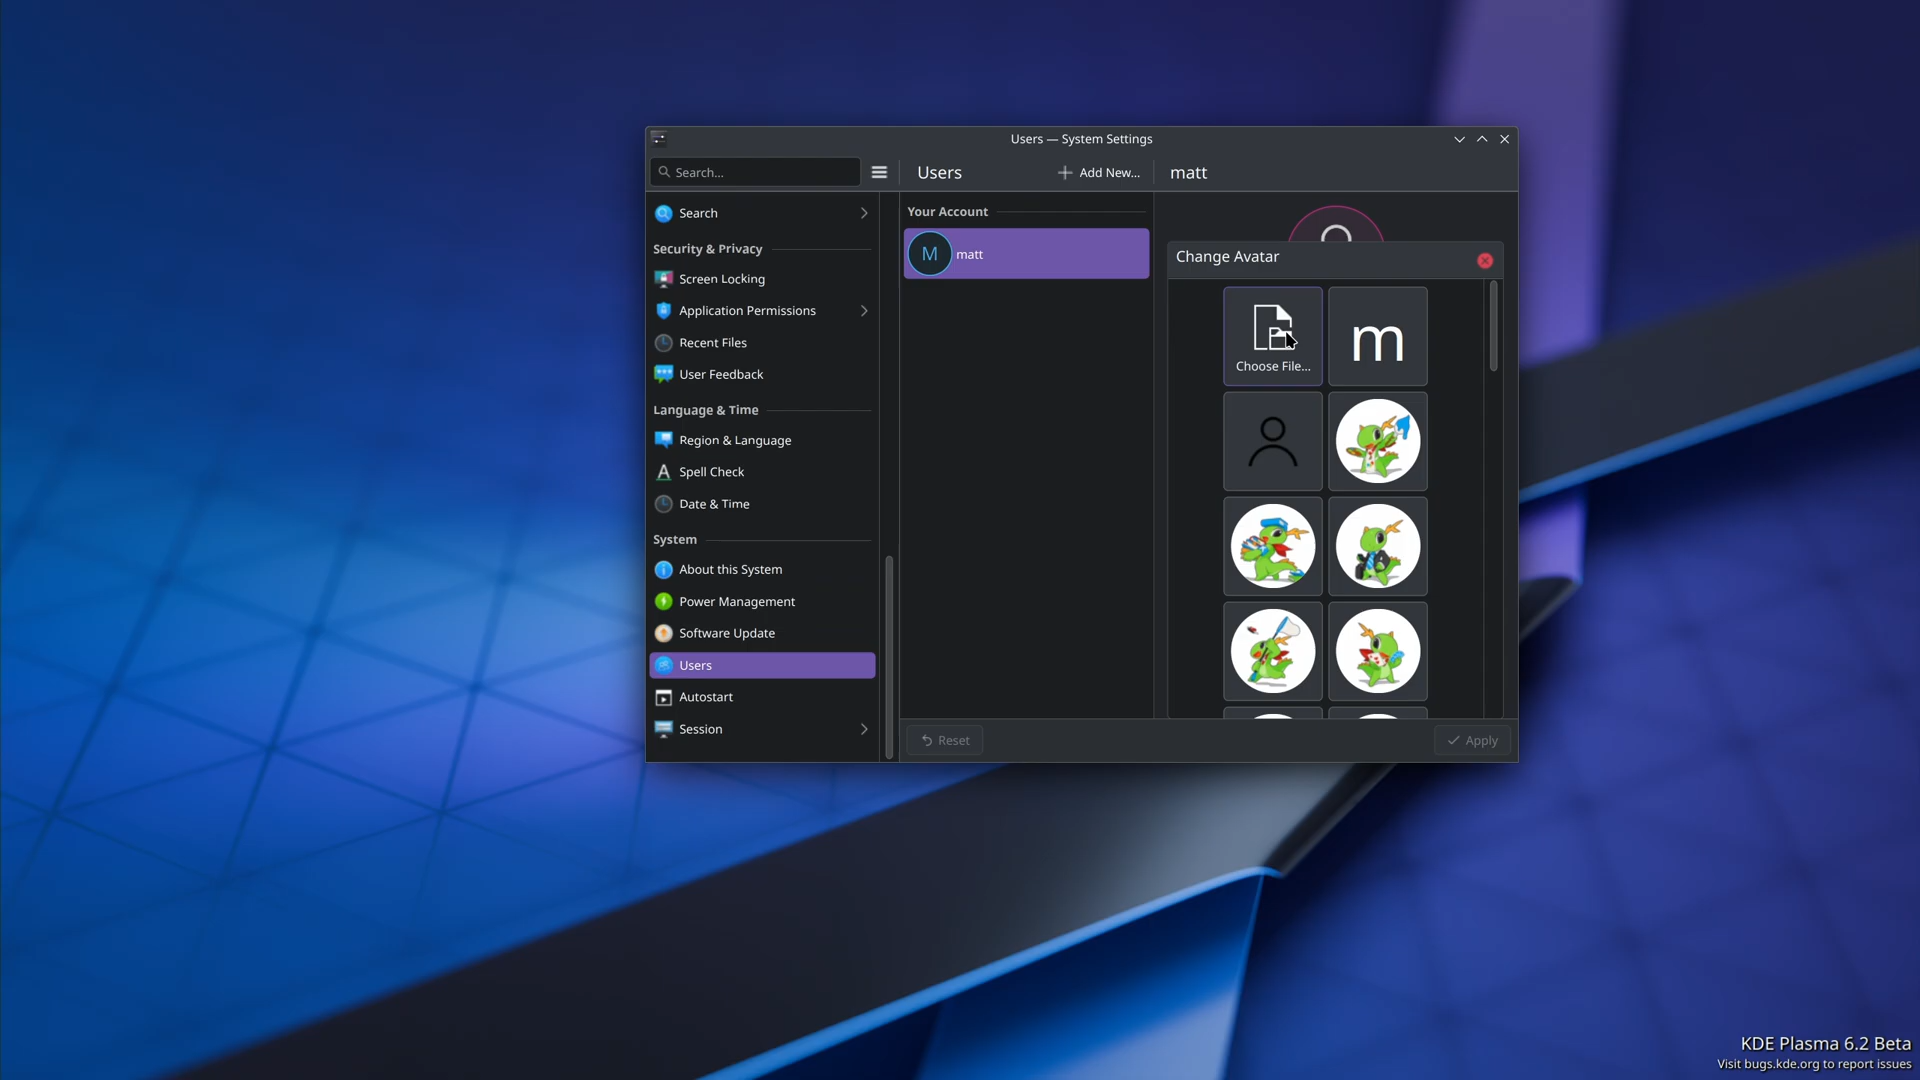 Users — System Settings
Search...
Users
Add New...
matt
Search
Security & Privacy
Screen Locking
Application Permissions
Recent Files
User Feedback
Language & Time
Region & Language
Spell Check
Date & Time
System
About this System
Power Management
Software Update
Users
Autostart
Session
Your Account
M
matt
Change Avatar
Choose File...
m
Reset
Apply
KDE Plasma 6.2 Beta
Visit bugs.kde.org to report issues